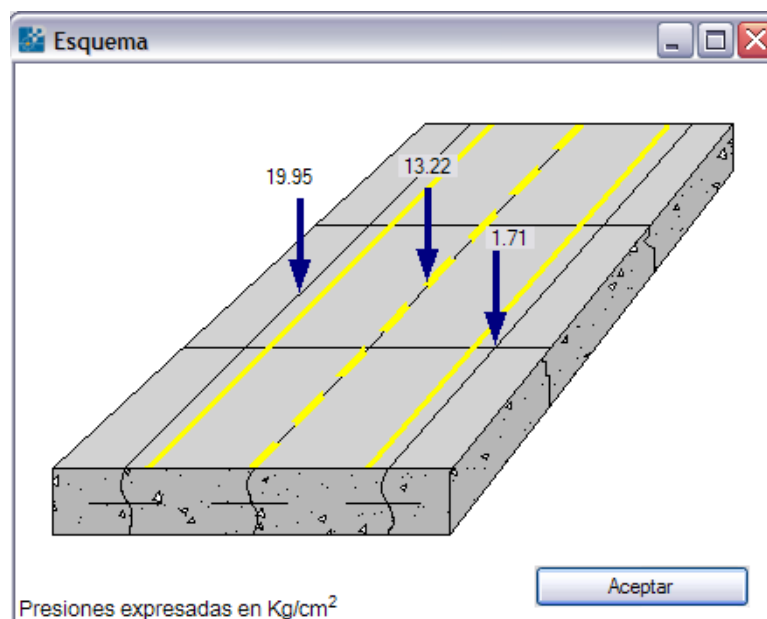 Esquema
19.95
13.22
1.71
Aceptar
Presiones expresadas en Kg/cm²